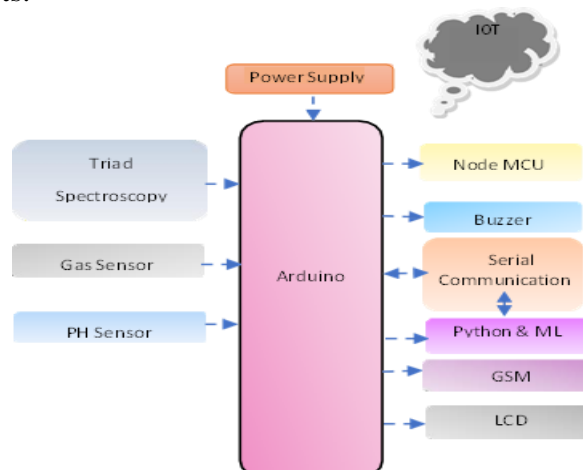 IOT
Power Supply
Triad
Spectroscopy
Node MCU
Buzzer
Gas Sensor
Arduino
Serial
Communication
PH Sensor
Python & ML
GSM
LCD